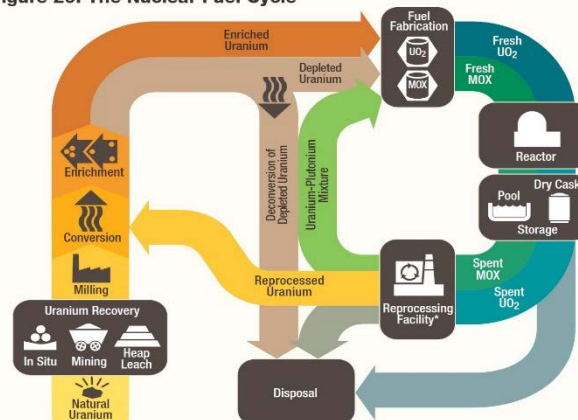 Figure 25. The Nuclear Fuel Cycle
Enriched
Uranium
Depleted
Uranium
Fuel
Fabrication
UO2
MOX
Fresh
UO2
Fresh
MOX
Reactor
Pool
Dry Cask
Storage
Enrichment
Deconversion of
Depleted Uranium
Uranium-Plutonium
Mixture
Conversion
Reprocessed
Uranium
Milling
Spent
MOX
Spent
UO2
Reprocessing
Facility*
Uranium Recovery
In Situ
Mining
Heap
Leach
Disposal
Natural
Uranium